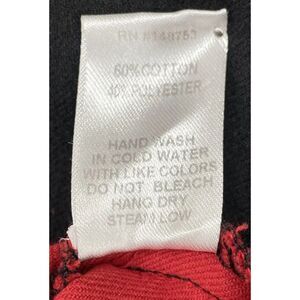 RN #148753
60% COTTON
40% POLYESTER
HAND WASH
IN COLD WATER
WITH LIKE COLORS
DO NOT BLEACH
HANG DRY
STEAM LOW